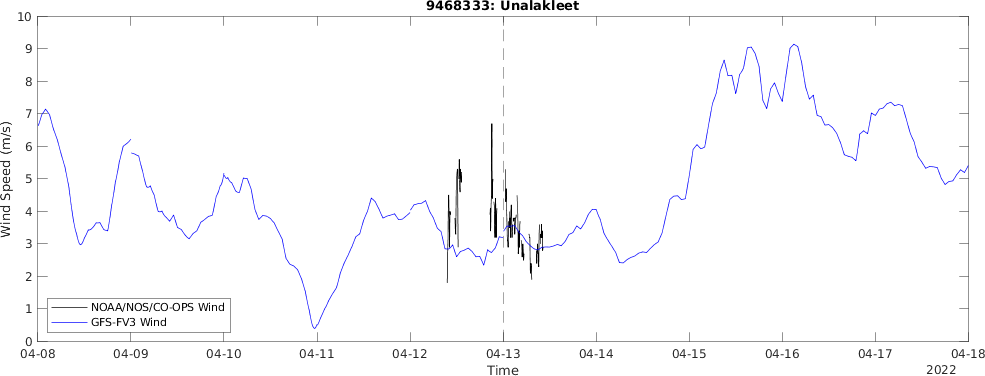 9468333: Unalakleet
10
9
8
7
6
5
4
3
2
1
0
Wind Speed (m/s)
NOAA/NOS/CO-OPS Wind
GFS-FV3 Wind
04-08 04-09 04-10 04-11 04-12 04-13 04-14 04-15 04-16 04-17 04-18
Time
2022